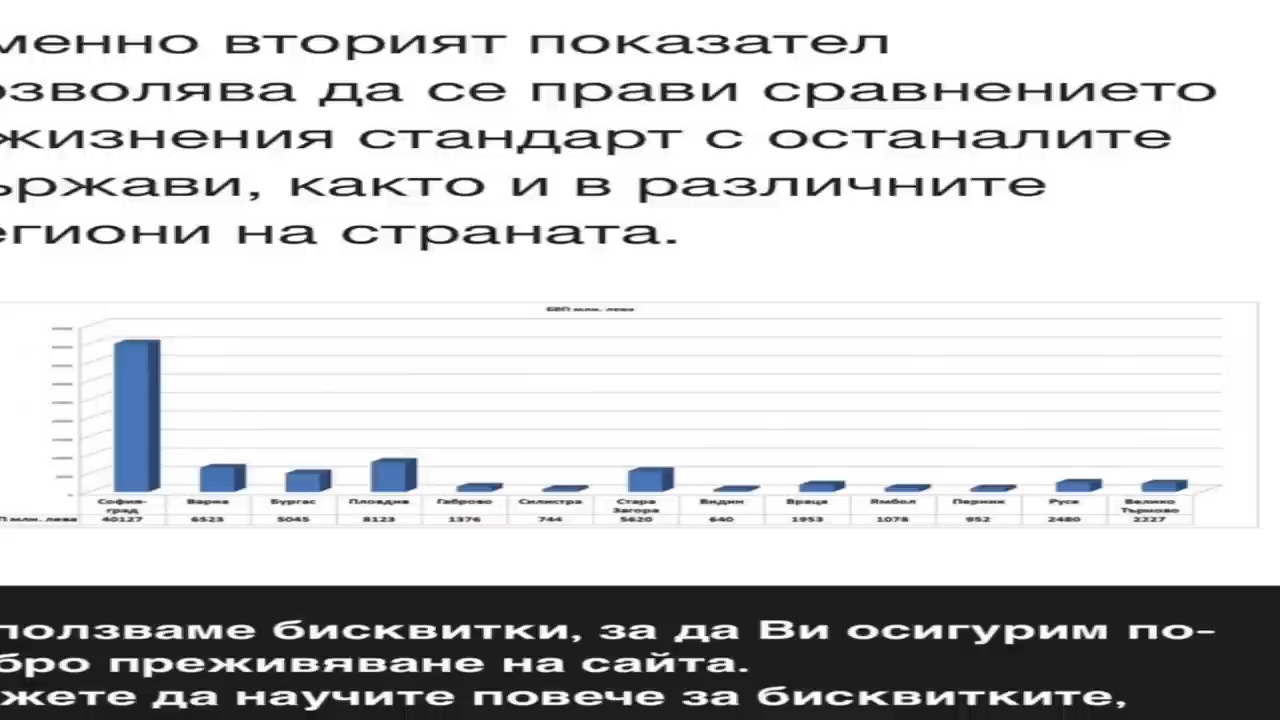 менно вторият показател
озволява да се прави сравнението
жизнения стандарт с останалите
ържави, както и в различните
егиони на страната.
БВП млн. лева
София-град Варна Бургас Пловдив Габрово Силистра Стара Загора Видин Враца Ямбол Перник Русе Велико Търново
П млн. лева 40127 6523 5045 8123 1376 744 5620 640 1953 1078 952 2480 2227
ползваме бисквитки, за да Ви осигурим по-
бро преживяване на сайта.
жете да научите повече за бисквитките,